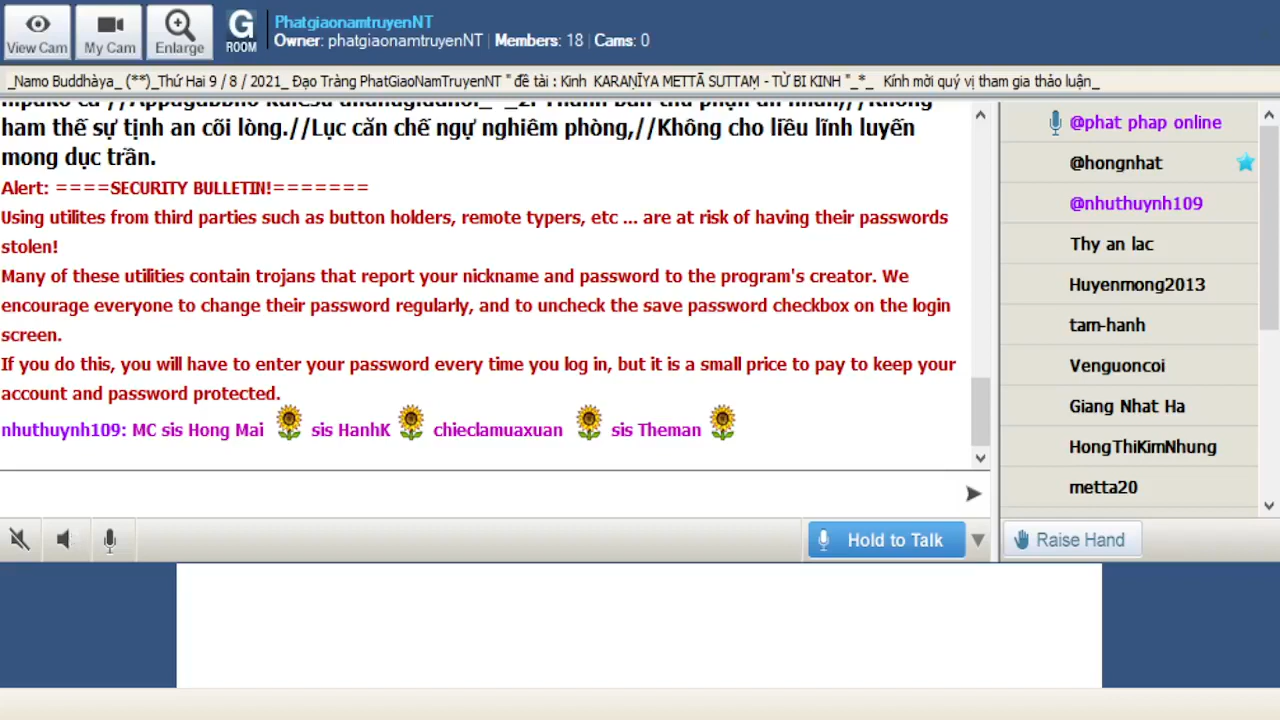 View Cam
My Cam
Enlarge
G
ROOM
PhatgiaonamtruyenNT
Owner: phatgiaonamtruyenNT | Members: 18 | Cams: 0
_Namo Buddhàya_ (**)_Thứ Hai 9 / 8 / 2021_ Đạo Tràng PhatGiaoNamTruyenNT " đề tài : Kinh KARAṆĪYA METTĀ SUTTAṂ - TỪ BI KINH "_*_ Kính mời quý vị tham gia thảo luận_
ham thế sự tịnh an cõi lòng.//Lục căn chế ngự nghiêm phòng,//Không cho liều lĩnh luyến
mong dục trần.
Alert: ====SECURITY BULLETIN!=======
Using utilites from third parties such as button holders, remote typers, etc ... are at risk of having their passwords
stolen!
Many of these utilities contain trojans that report your nickname and password to the program's creator. We
encourage everyone to change their password regularly, and to uncheck the save password checkbox on the login
screen.
If you do this, you will have to enter your password every time you log in, but it is a small price to pay to keep your
account and password protected.
nhuthuynh109: MC sis Hong Mai sis HanhK chieclamuaxuan sis Theman
@phat phap online
@hongnhat
@nhuthuynh109
Thy an lac
Huyenmong2013
tam-hanh
Venguoncoi
Giang Nhat Ha
HongThiKimNhung
metta20
Hold to Talk
Raise Hand